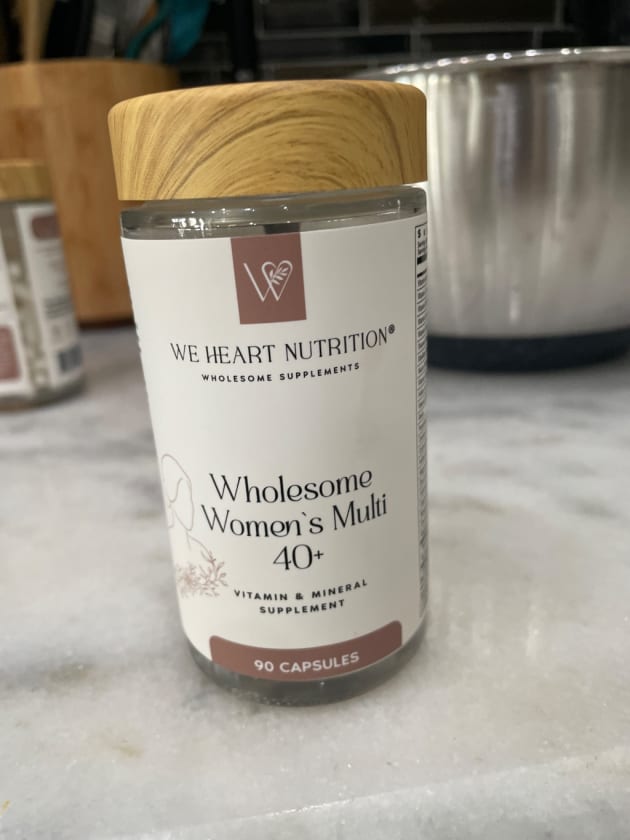 WE HEART NUTRITION®
WHOLESOME SUPPLEMENTS
Wholesome
Women's Multi
40+
VITAMIN & MINERAL
SUPPLEMENT
90 CAPSULES